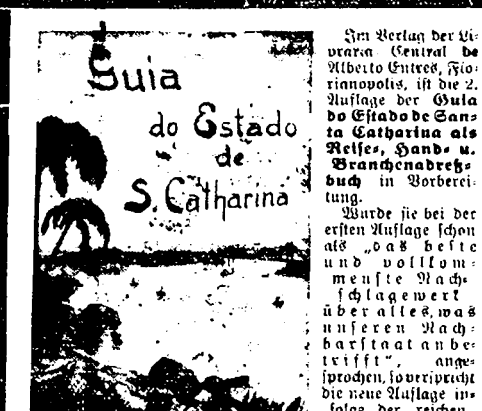 Guia
do Estado
de
S. Catharina
Im Verlag der Li-
vraria Central de
Alberto Entres, Flo-
rianopolis, ist die 2.
Auflage der Guia
do Estado de San-
ta Catharina als
Reise-, Hand- u.
Branchenadreß-
buch in Vorberei-
tung.
Wurde sie bei der
ersten Auflage schon
als „das beste
und vollkom-
menste Nach-
schlagewerk
über alles, was
unseren Nach-
barstaat anbe-
trifft“, ange-
sprochen, so verspricht
die neue Auflage in-
folge der reichen